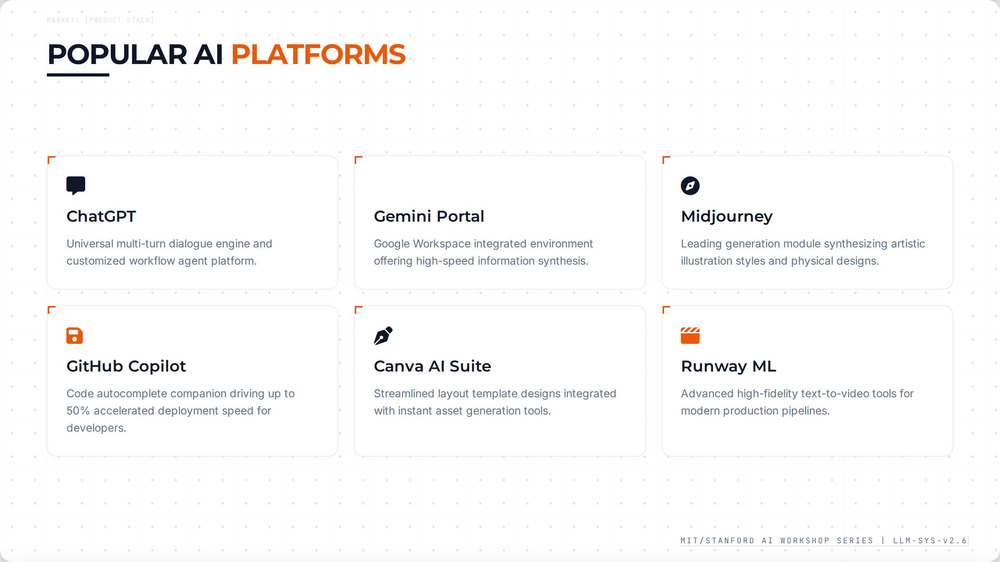 MARKET: [PRODUCT STACK]
POPULAR AI PLATFORMS
ChatGPT
Universal multi-turn dialogue engine and
customized workflow agent platform.
Gemini Portal
Google Workspace integrated environment
offering high-speed information synthesis.
Midjourney
Leading generation module synthesizing artistic
illustration styles and physical designs.
GitHub Copilot
Code autocomplete companion driving up to
50% accelerated deployment speed for
developers.
Canva AI Suite
Streamlined layout template designs integrated
with instant asset generation tools.
Runway ML
Advanced high-fidelity text-to-video tools for
modern production pipelines.
MIT/STANFORD AI WORKSHOP SERIES | LLM-SYS-v2.6